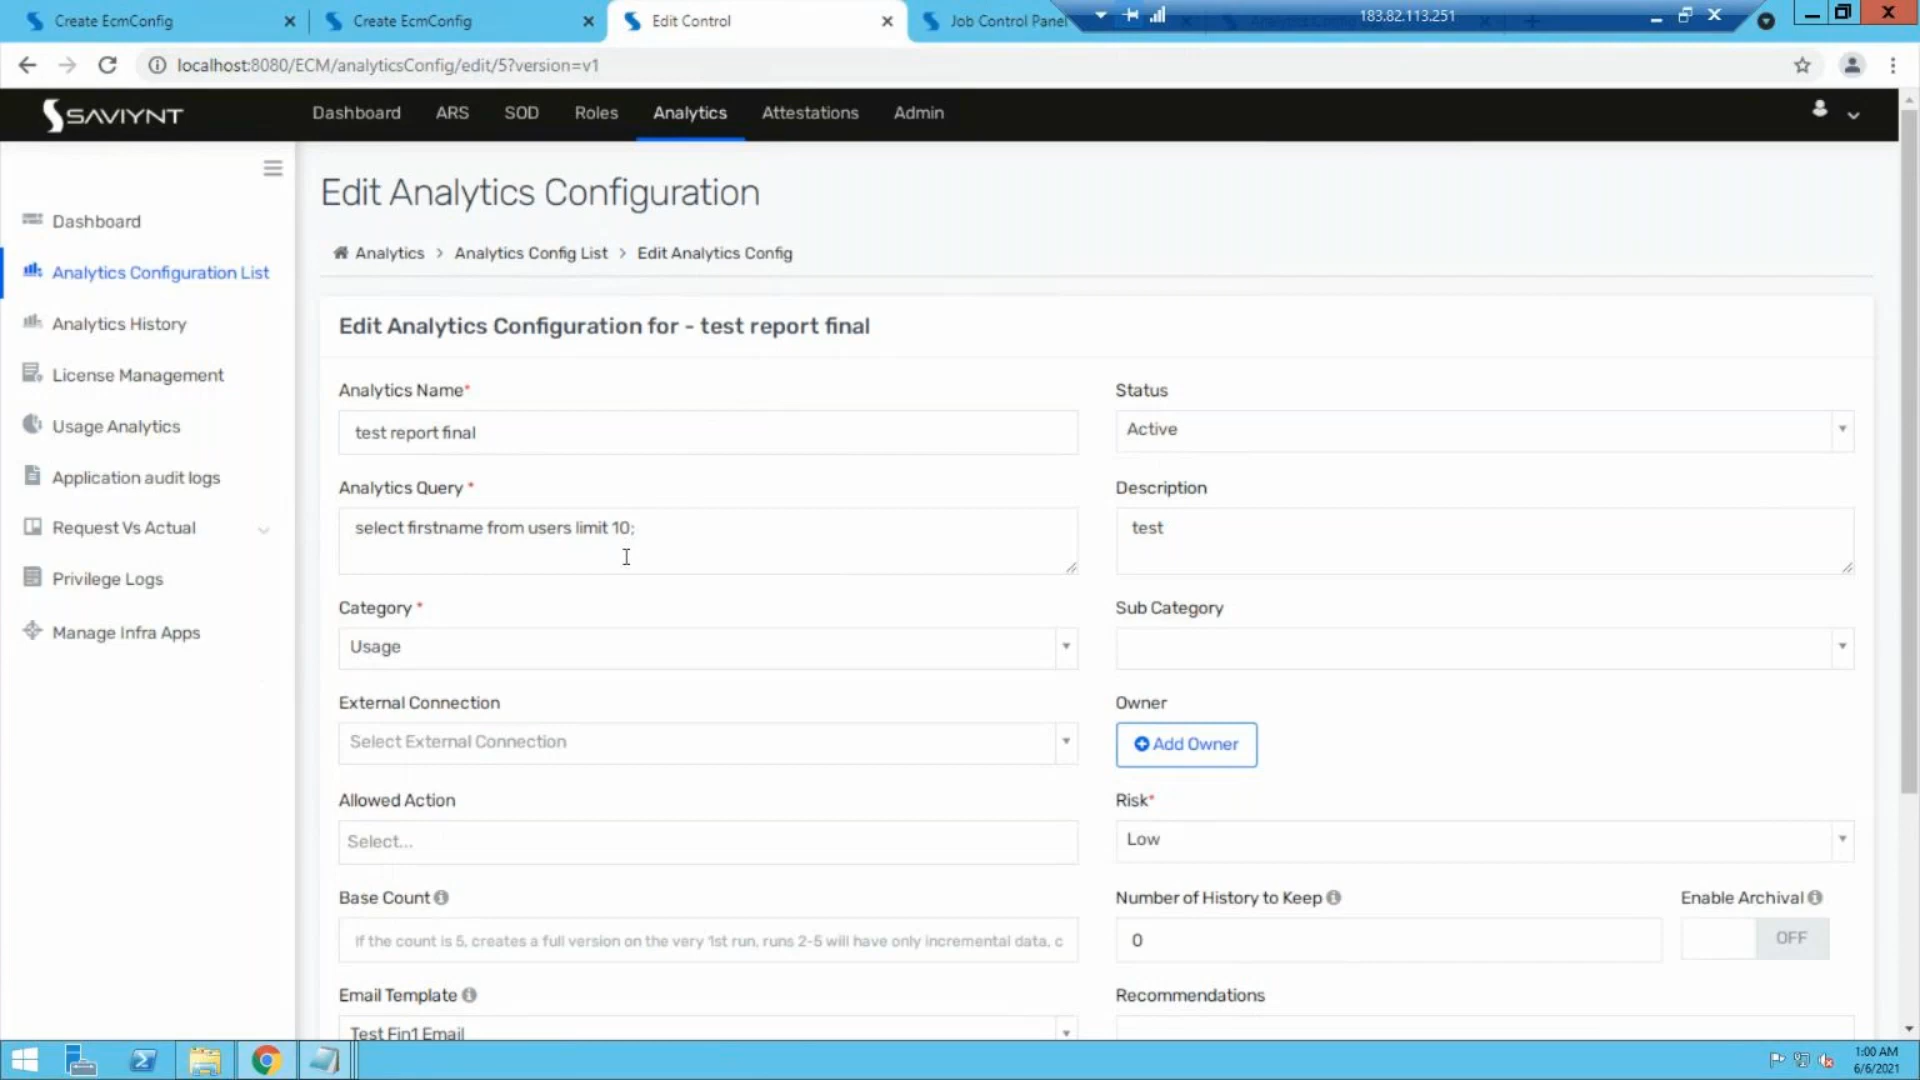 Create EcmConfig
Create EcmConfig
Edit Control
Job Control Panel
183.82.113.251
localhost:8080/ECM/analyticsConfig/edit/5?version=v1
SAVIYNT
Dashboard
ARS
SOD
Roles
Analytics
Attestations
Admin
Dashboard
Analytics Configuration List
Analytics History
License Management
Usage Analytics
Application audit logs
Request Vs Actual
Privilege Logs
Manage Infra Apps
Edit Analytics Configuration
Analytics > Analytics Config List > Edit Analytics Config
Edit Analytics Configuration for - test report final
Analytics Name*
test report final
Status
Active
Analytics Query *
select firstname from users limit 10;
Description
test
Category *
Usage
Sub Category
External Connection
Select External Connection
Owner
Add Owner
Allowed Action
Select...
Risk*
Low
Base Count
If the count is 5, creates a full version on the very 1st run, runs 2-5 will have only incremental data, c
Number of History to Keep
0
Enable Archival
OFF
Email Template
Test Fin1 Email
Recommendations
1:00 AM
6/6/2021